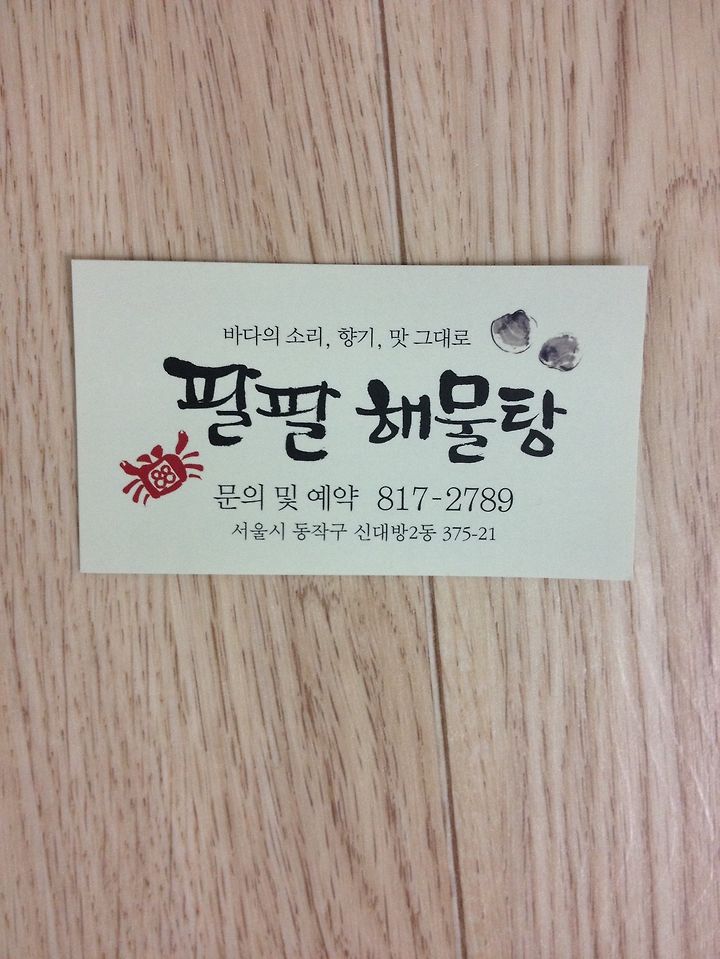 바다의 소리, 향기, 맛 그대로
팔팔 해물탕
88
문의 및 예약 817-2789
서울시 동작구 신대방2동 375-21